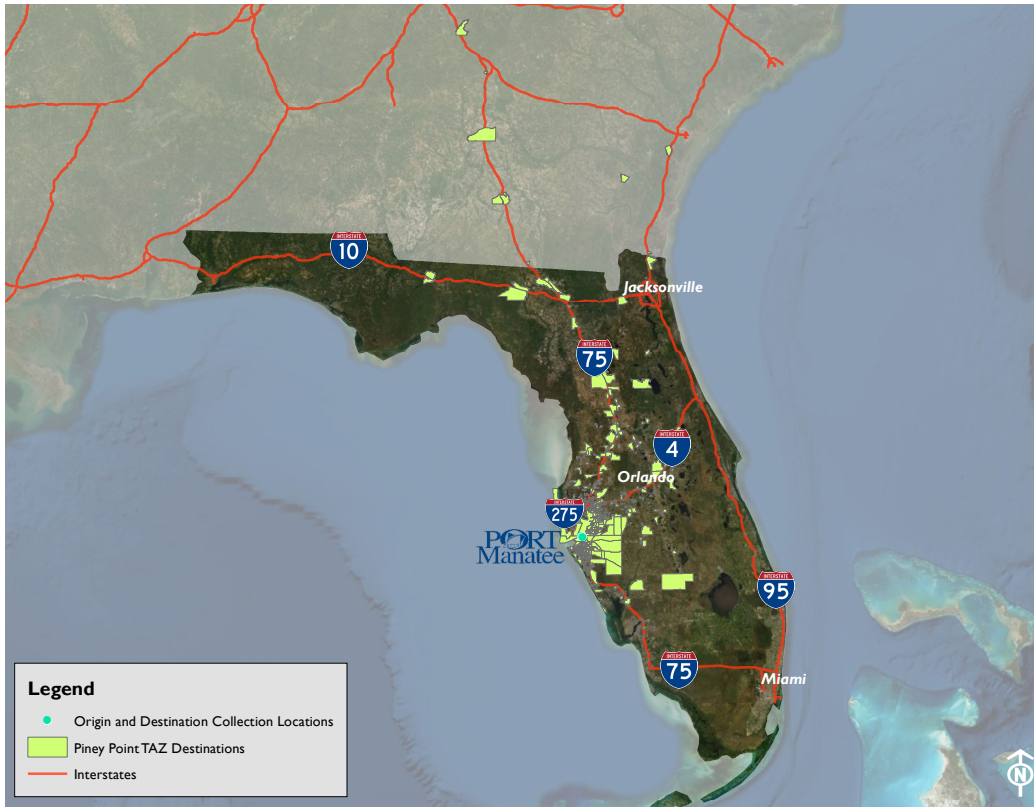 INTERSTATE
10
Jacksonville
INTERSTATE
75
INTERSTATE
4
Orlando
INTERSTATE
275
PORT
Manatee
INTERSTATE
95
INTERSTATE
75
Miami
Legend
Origin and Destination Collection Locations
Piney Point TAZ Destinations
Interstates
N